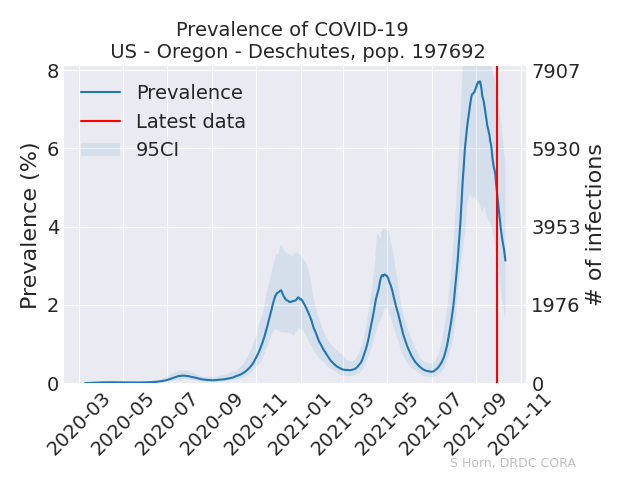 Prevalence of COVID-19
US - Oregon - Deschutes, pop. 197692
Prevalence
Latest data
95CI
Prevalence (%)
8
6
4
2
0
7907
5930
3953
1976
0
# of infections
2020-03
2020-05
2020-07
2020-09
2020-11
2021-01
2021-03
2021-05
2021-07
2021-09
2021-11
S Horn, DRDC CORA